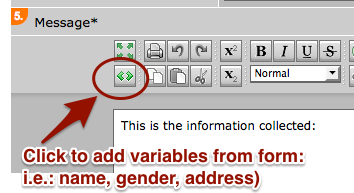 5.
Message*
x² B I U S
x₂ Normal
This is the information collected:
Click to add variables from form:
i.e.: name, gender, address)